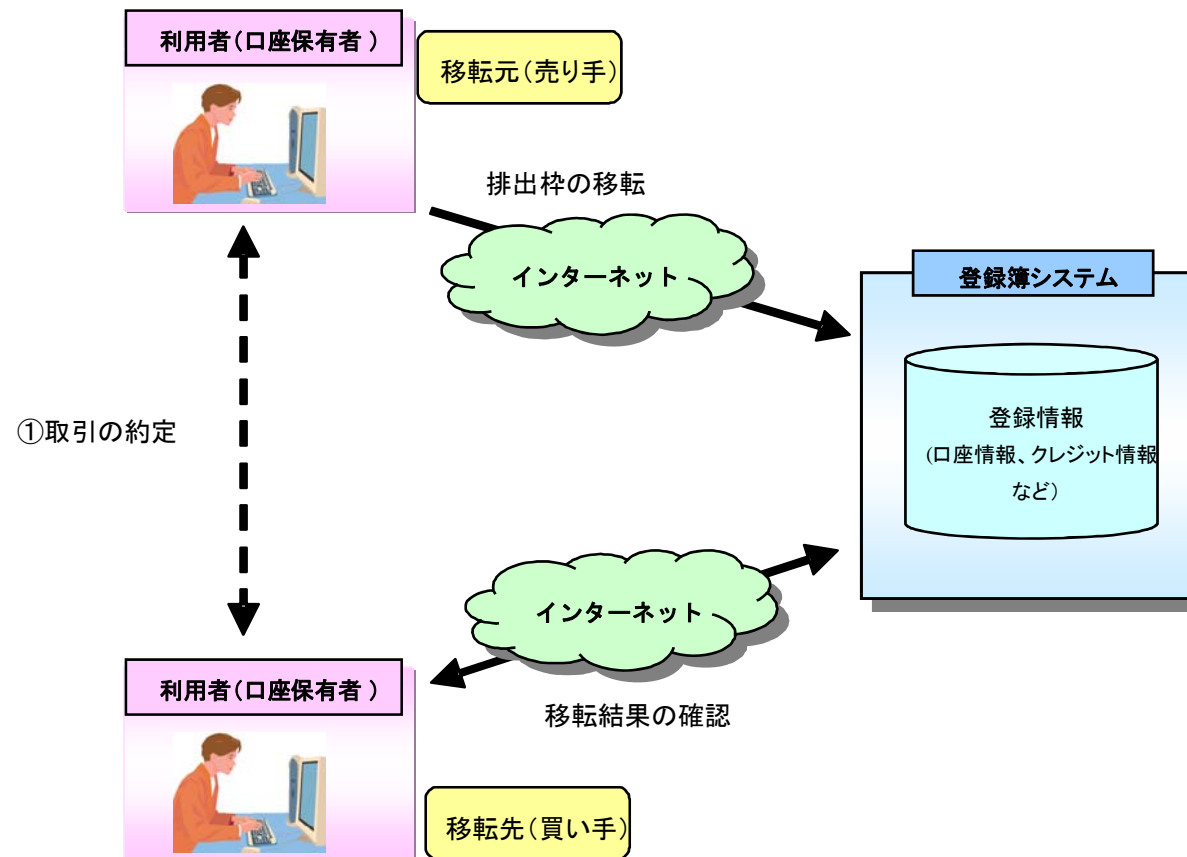 利用者（口座保有者 ）
移転元（売り手）
排出枠の移転
インターネット
登録簿システム
登録情報
(口座情報、クレジット情報
など）
①取引の約定
インターネット
利用者（口座保有者 ）
移転結果の確認
移転先（買い手）